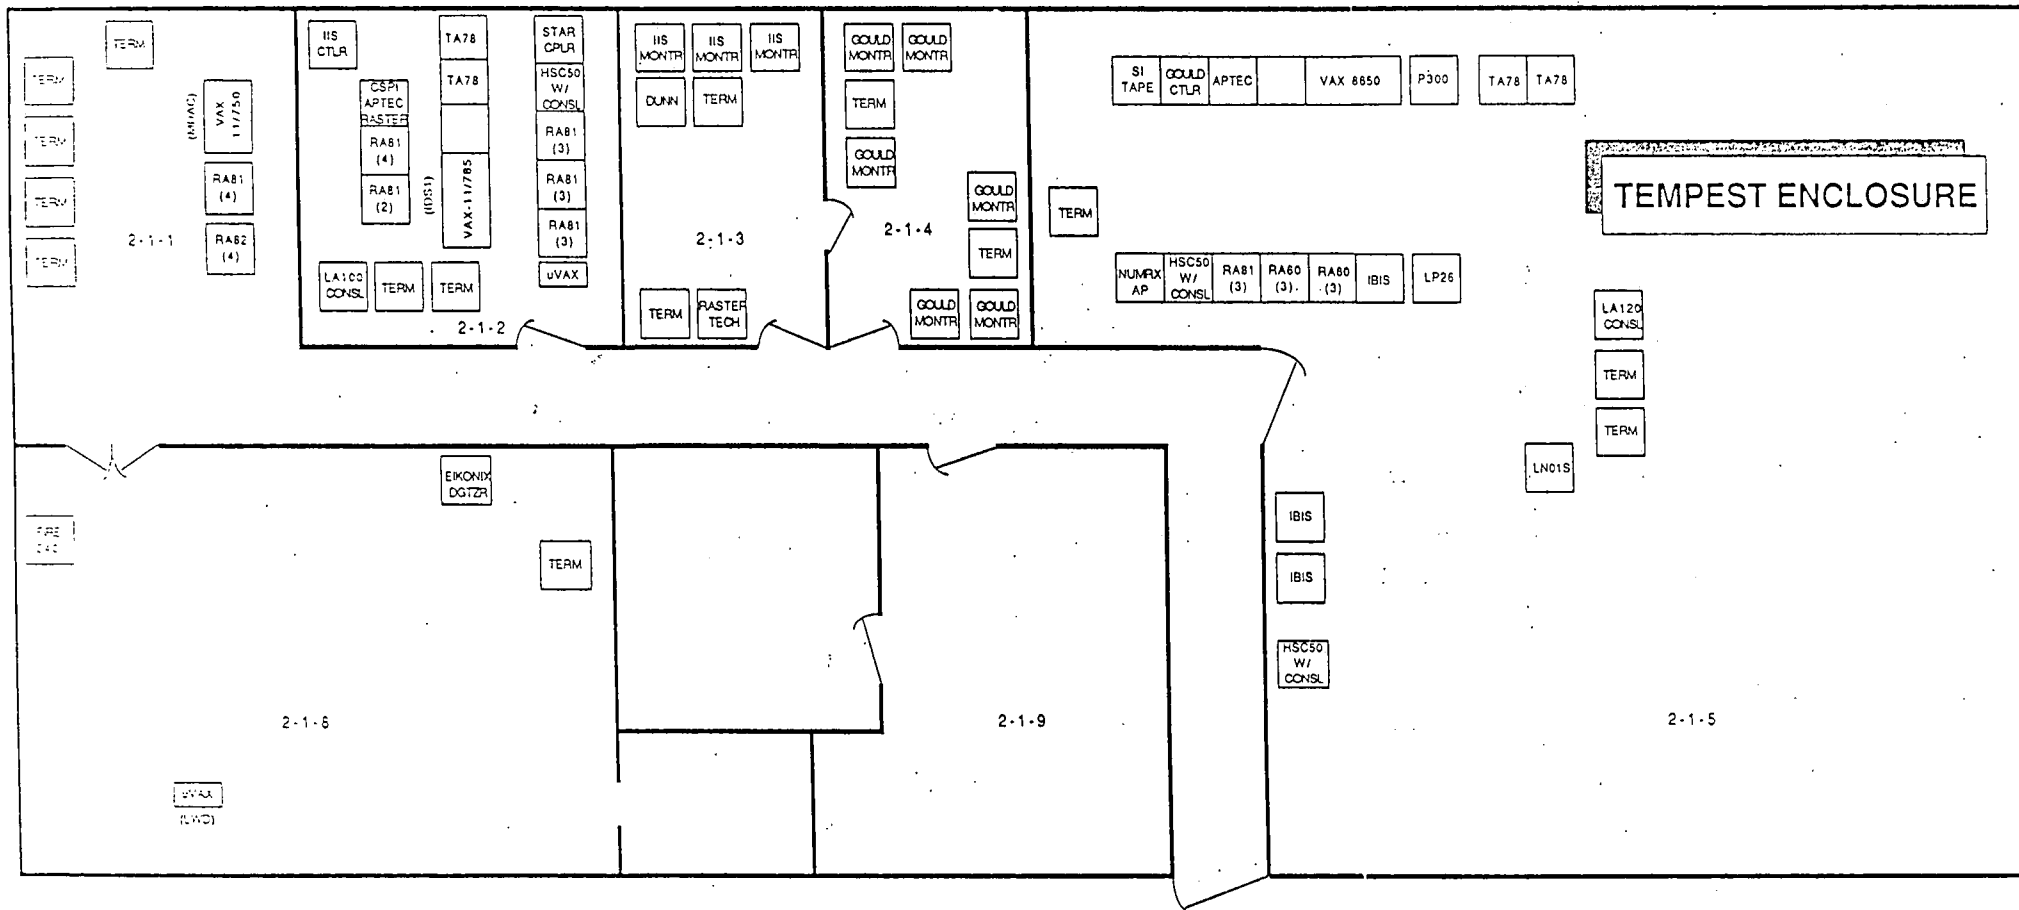 TERM
TERM
TERM
TERM
TERM
(MDAC)
VAX
11/750
RA81
(4)
RA82
(4)
2-1-1
IIS
CTLR
CSPI
APTEC
RASTER
RA81
(4)
RA81
(2)
TA78
TA78
(IDS1)
VAX-11/785
STAR
CPLR
HSC50
W/
CONSL
RA81
(3)
RA81
(3)
RA81
(3)
uVAX
LA100
CONSL
TERM
TERM
2-1-2
IIS
MONTR
IIS
MONTR
IIS
MONTR
DUNN
TERM
2-1-3
TERM
RASTER
TECH
GOULD
MONTR
GOULD
MONTR
TERM
GOULD
MONTR
GOULD
MONTR
2-1-4
TERM
GOULD
MONTR
GOULD
MONTR
SI
TAPE
GOULD
CTLR
APTEC
VAX 8650
P300
TA78
TA78
TEMPEST ENCLOSURE
TERM
NUMRX
AP
HSC50
W/
CONSL
RA81
(3)
RA60
(3)
RA60
(3)
IBIS
LP26
LA120
CONSL
TERM
TERM
LN01S
IBIS
IBIS
HSC50
W/
CONSL
2-1-5
EIKONIX
DGTZR
TERM
2-1-8
uVAX
2-1-9